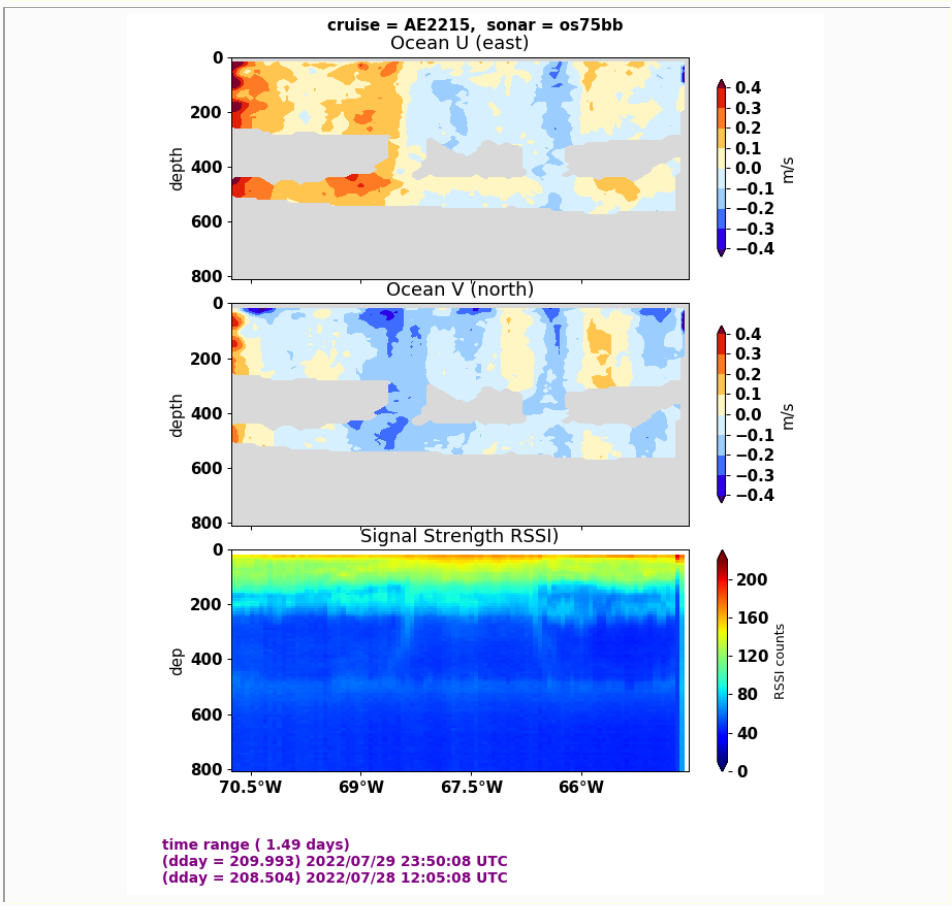 cruise = AE2215,  sonar = os75bb
Ocean U (east)
0
200
400
600
800
depth
0.4
0.3
0.2
0.1
0.0
−0.1
−0.2
−0.3
−0.4
m/s
Ocean V (north)
0
200
400
600
800
depth
0.4
0.3
0.2
0.1
0.0
−0.1
−0.2
−0.3
−0.4
m/s
Signal Strength RSSI)
0
200
400
600
800
dep
200
160
120
80
40
0
RSSI counts
70.5°W 69°W 67.5°W 66°W
time range ( 1.49 days)
(dday = 209.993) 2022/07/29 23:50:08 UTC
(dday = 208.504) 2022/07/28 12:05:08 UTC